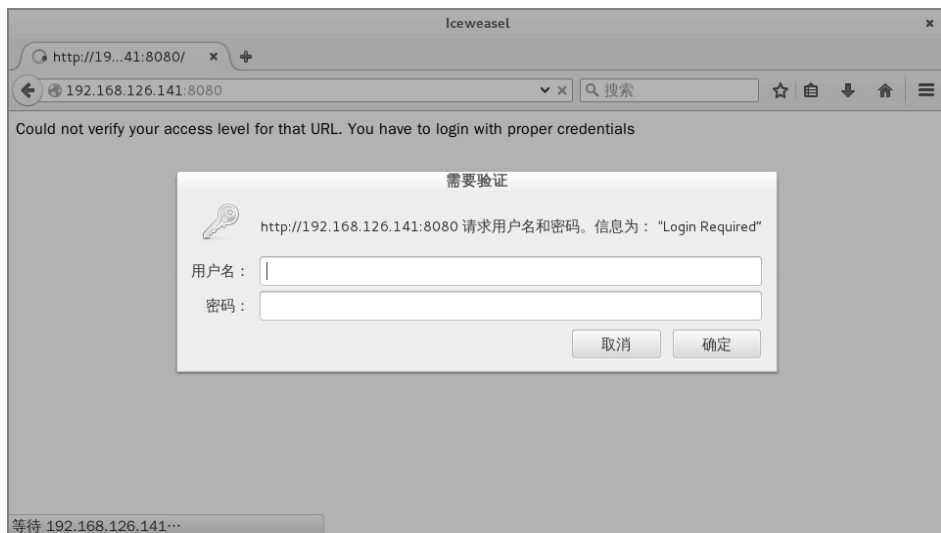 Iceweasel
http://19...41:8080/
192.168.126.141:8080
搜索
Could not verify your access level for that URL. You have to login with proper credentials
需要验证
http://192.168.126.141:8080 请求用户名和密码。信息为： “Login Required”
用户名：
密码：
取消 确定
等待 192.168.126.141…